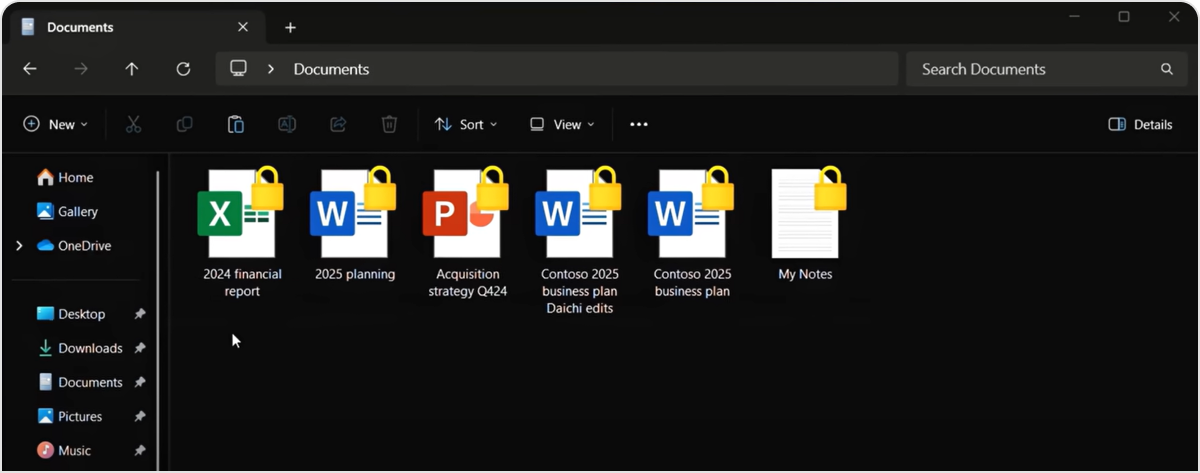 Documents
Documents
Search Documents
New
Sort
View
Details
Home
Gallery
OneDrive
Desktop
Downloads
Documents
Pictures
Music
X
2024 financial
report
W
2025 planning
P
Acquisition
strategy Q424
W
Contoso 2025
business plan
Daichi edits
W
Contoso 2025
business plan
My Notes